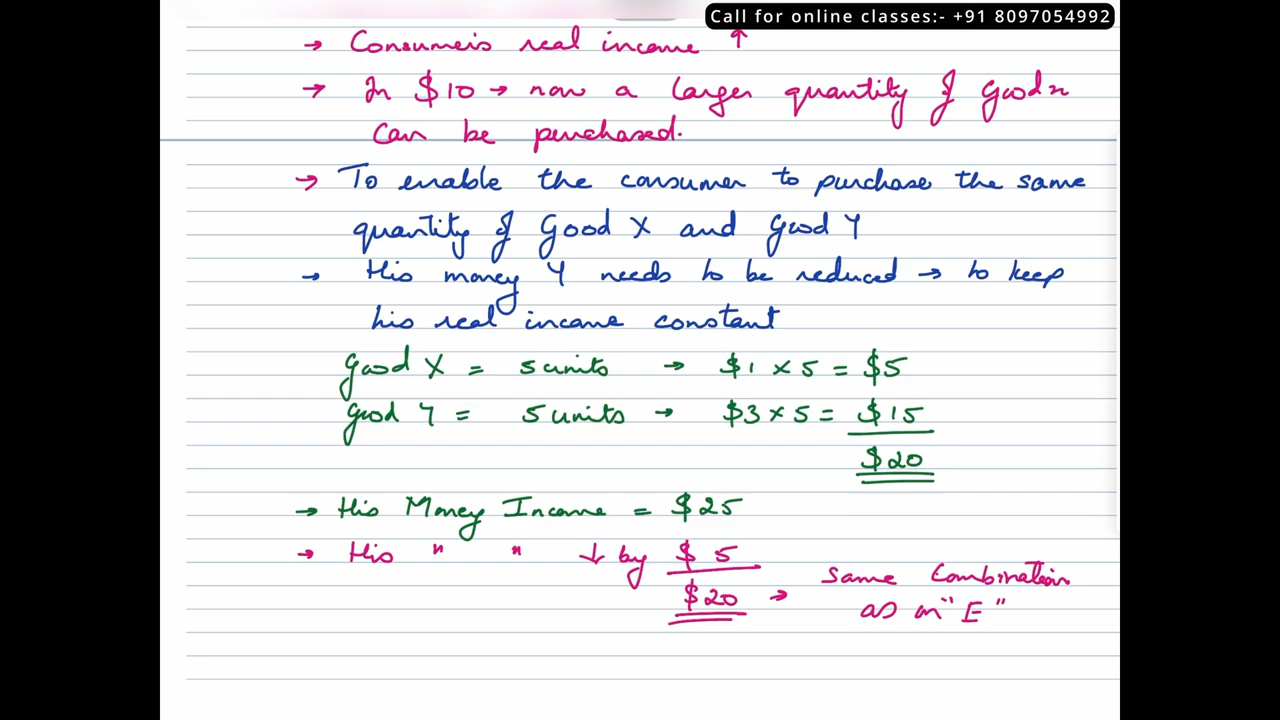 Call for online classes:- +91 8097054992
→ Consumer's real income ↑
→ In $10 → now a larger quantity of Good x
can be purchased.
→ To enable the consumer to purchase the same
quantity of Good X and Good Y
→ His money Y needs to be reduced → to keep
his real income constant
Good X = 5 units → $1 × 5 = $5
Good Y = 5 units → $3 × 5 = $15
$20
→ His Money Income = $25
→ His " " ↓ by $5
$20 → Same Combination
as on "E"